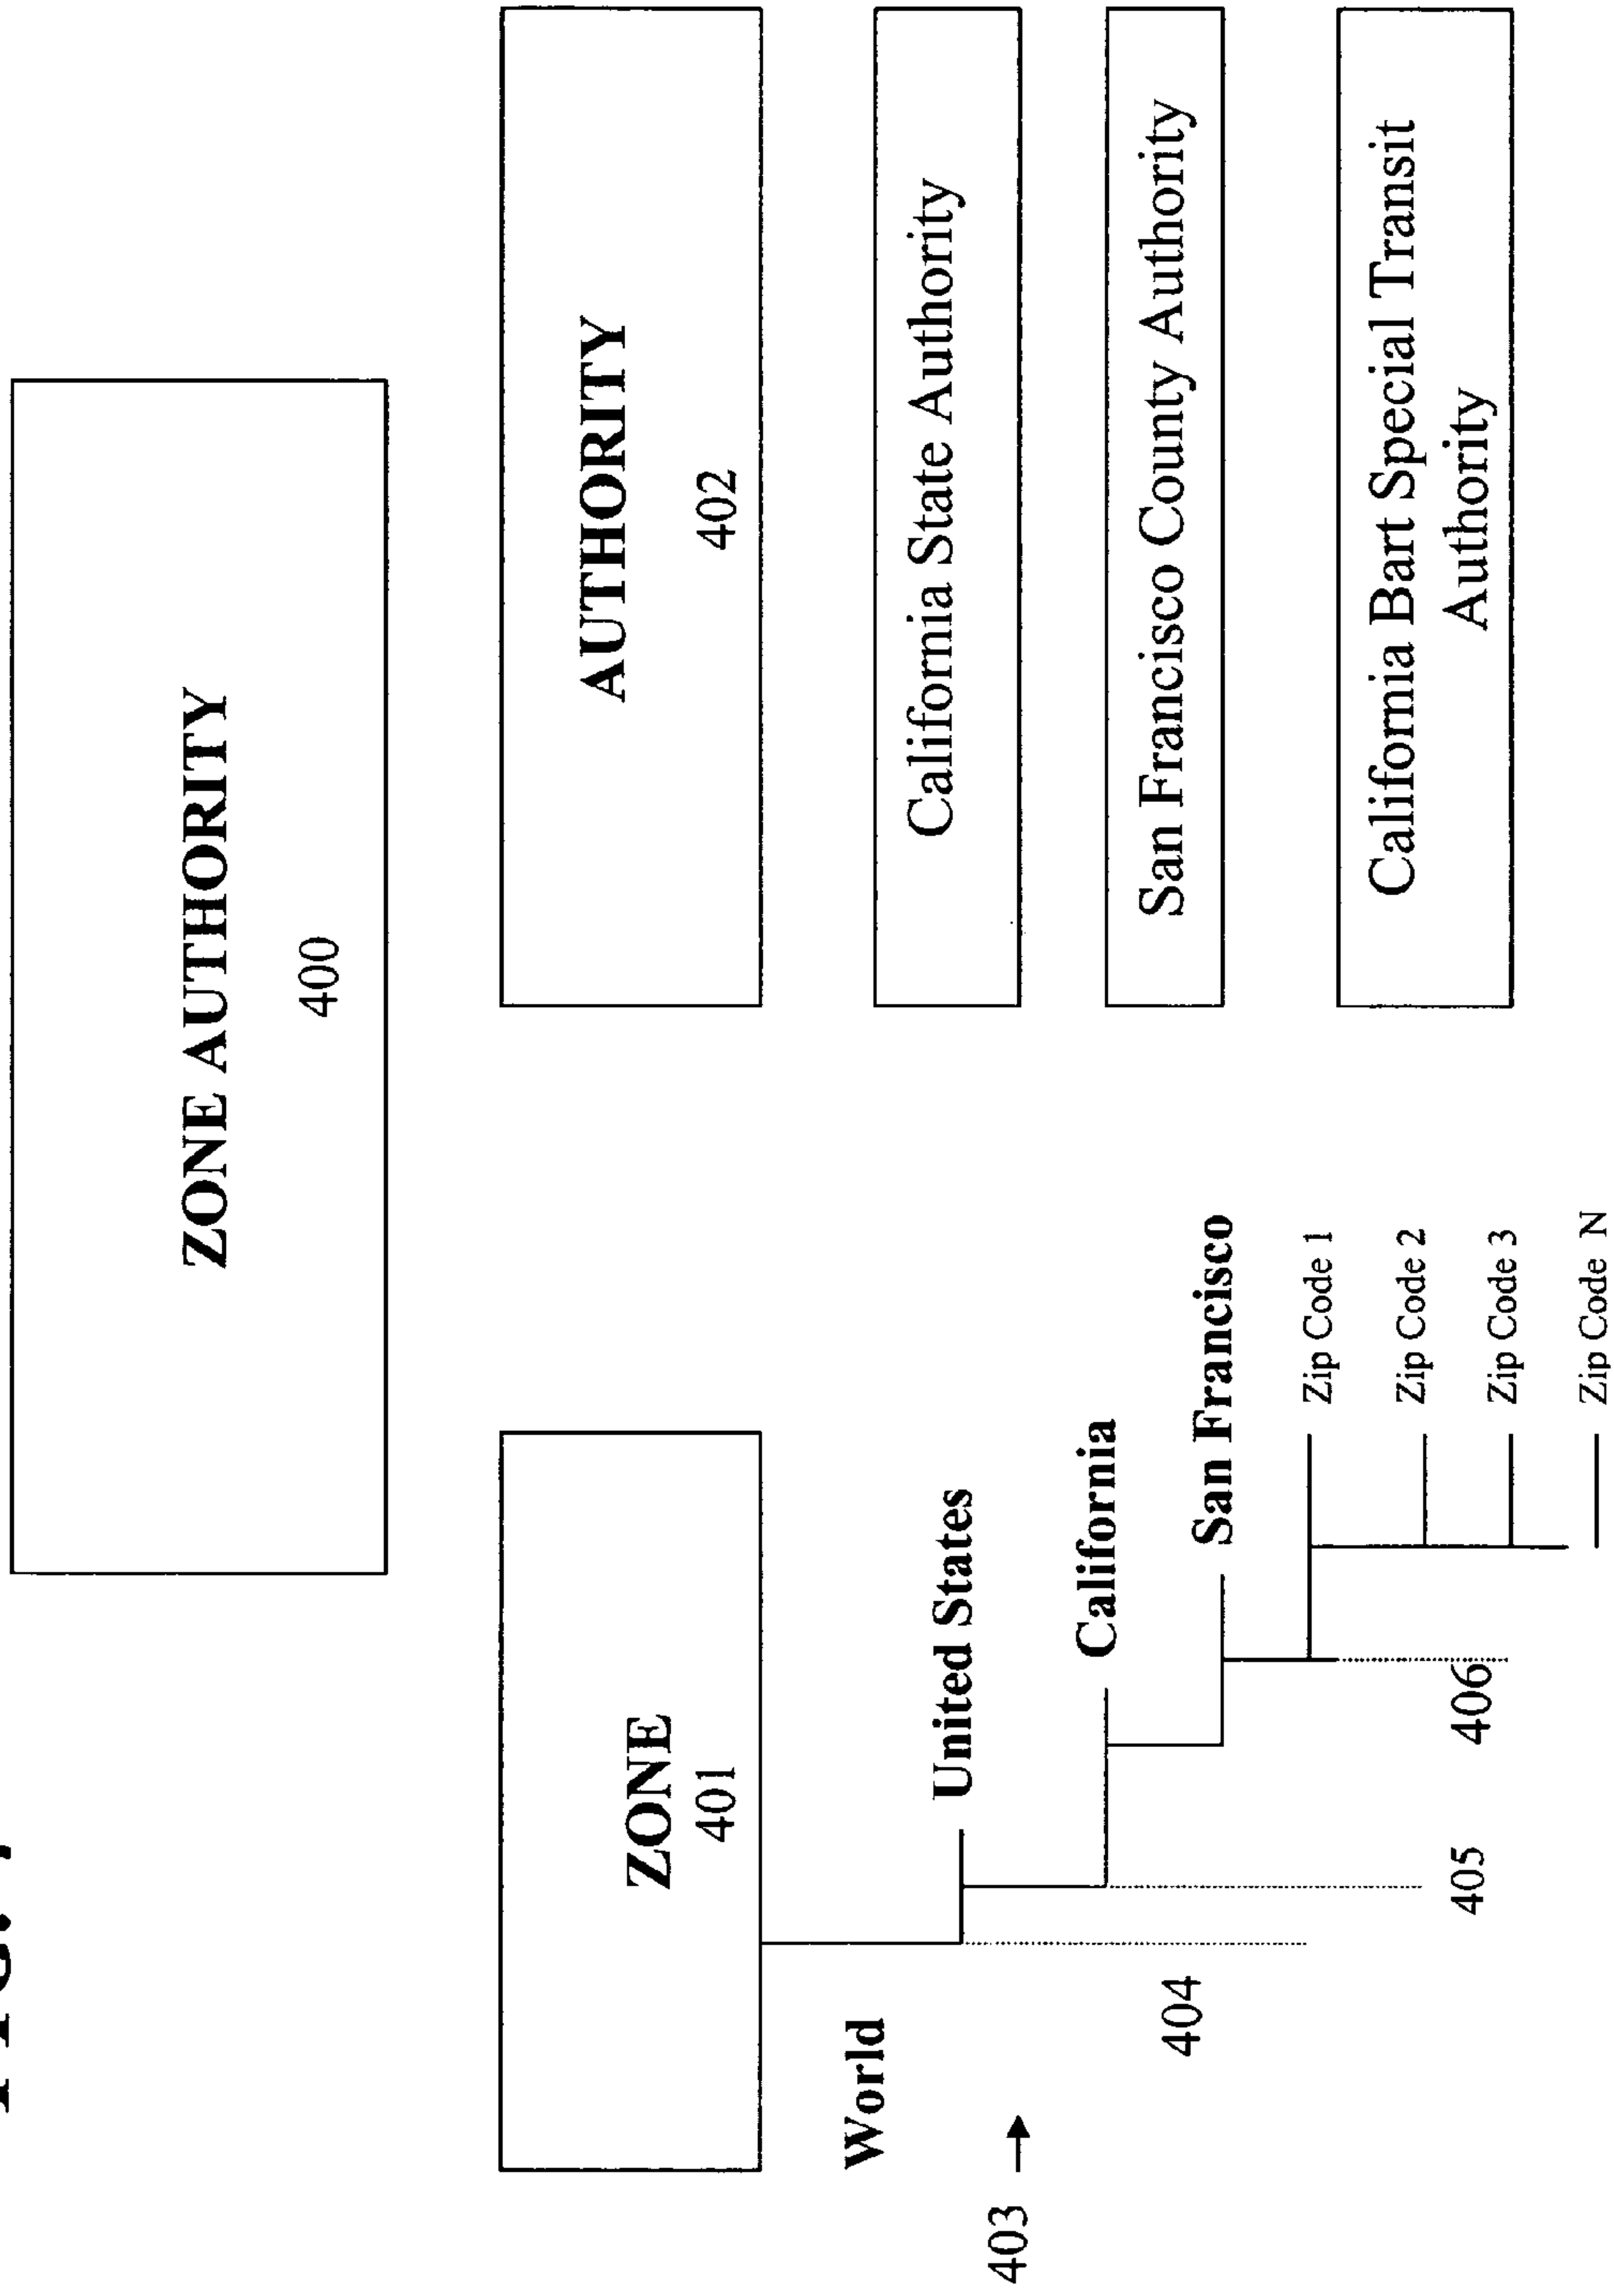 ZONE AUTHORITY
400
ZONE
401
AUTHORITY
402
World
403
United States
California State Authority
California
404
San Francisco County Authority
San Francisco
Zip Code 1
Zip Code 2
405
406
Zip Code 3
Zip Code N
California Bart Special Transit
Authority